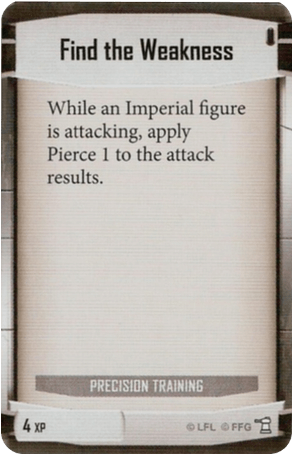 Find the Weakness
While an Imperial figure
is attacking, apply
Pierce 1 to the attack
results.
PRECISION TRAINING
4 XP
© LFL © FFG